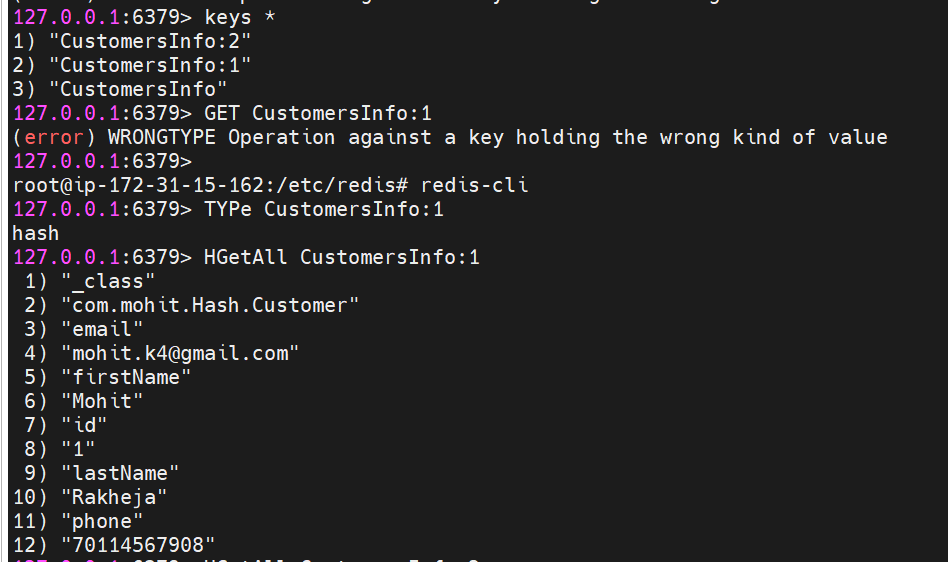 127.0.0.1:6379> keys *
1) "CustomersInfo:2"
2) "CustomersInfo:1"
3) "CustomersInfo"
127.0.0.1:6379> GET CustomersInfo:1
(error) WRONGTYPE Operation against a key holding the wrong kind of value
127.0.0.1:6379>
root@ip-172-31-15-162:/etc/redis# redis-cli
127.0.0.1:6379> TYPe CustomersInfo:1
hash
127.0.0.1:6379> HGetAll CustomersInfo:1
1) "_class"
2) "com.mohit.Hash.Customer"
3) "email"
4) "mohit.k4@gmail.com"
5) "firstName"
6) "Mohit"
7) "id"
8) "1"
9) "lastName"
10) "Rakheja"
11) "phone"
12) "70114567908"